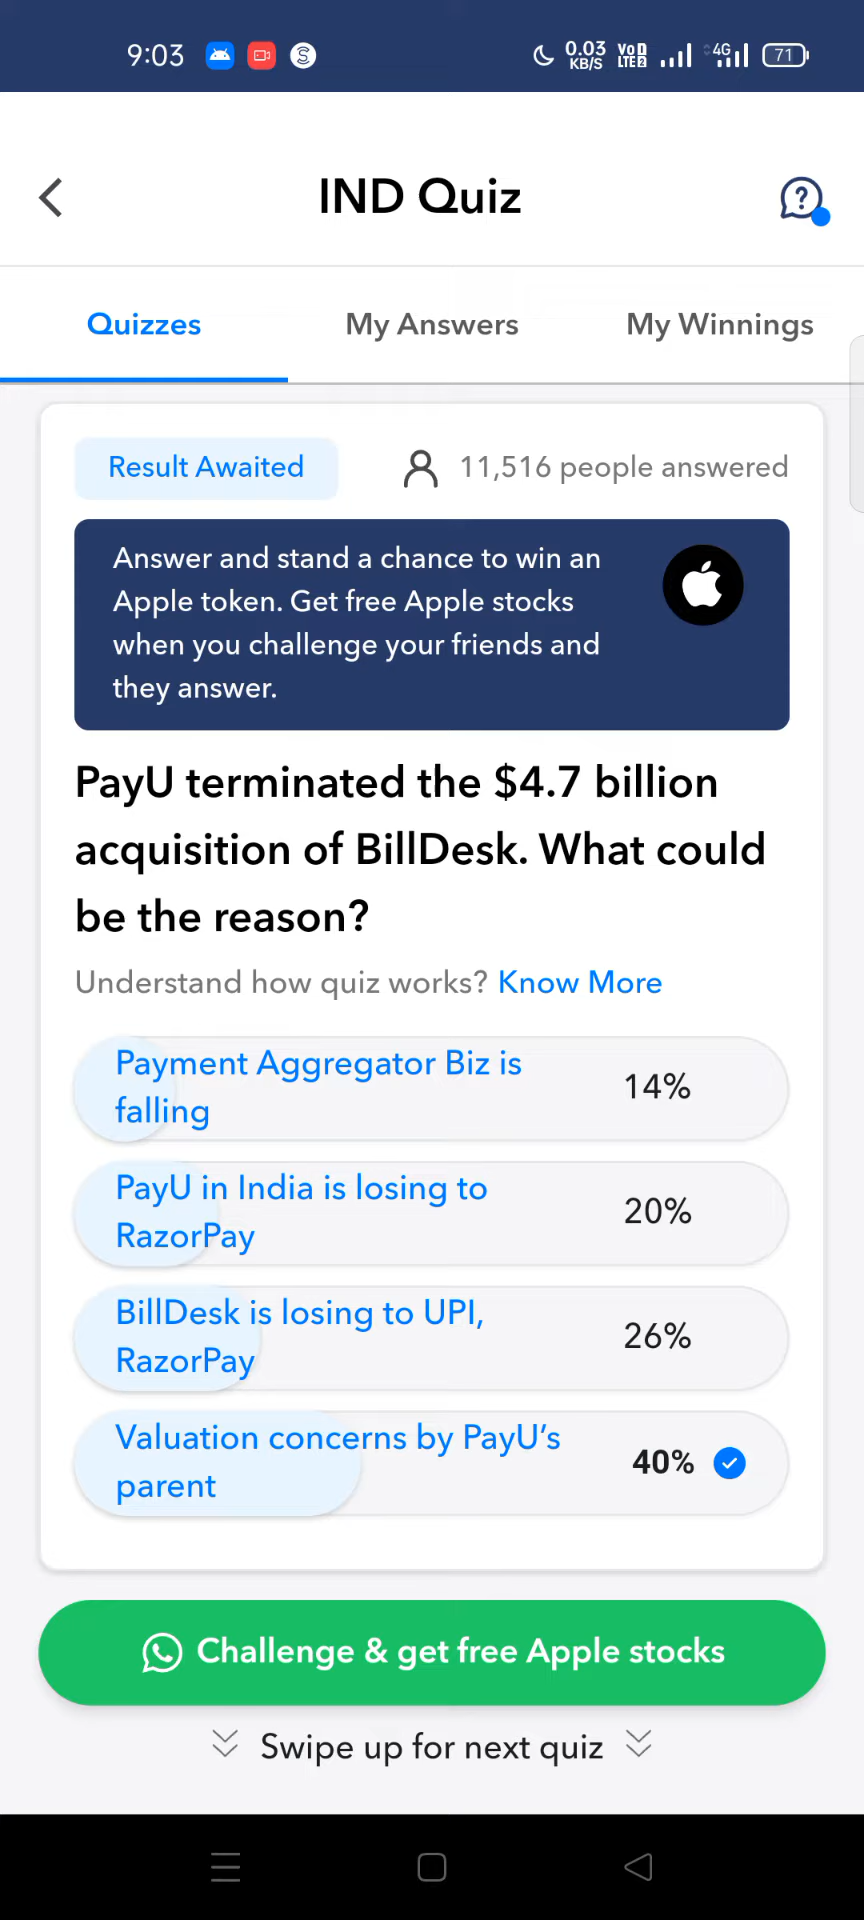 9:03
0.03 KB/S
VoD LTE2
4G
71
IND Quiz
Quizzes
My Answers
My Winnings
Result Awaited
11,516 people answered
Answer and stand a chance to win an
Apple token. Get free Apple stocks
when you challenge your friends and
they answer.
PayU terminated the $4.7 billion
acquisition of BillDesk. What could
be the reason?
Understand how quiz works? Know More
Payment Aggregator Biz is
falling
14%
PayU in India is losing to
RazorPay
20%
BillDesk is losing to UPI,
RazorPay
26%
Valuation concerns by PayU’s
parent
40%
Challenge & get free Apple stocks
Swipe up for next quiz